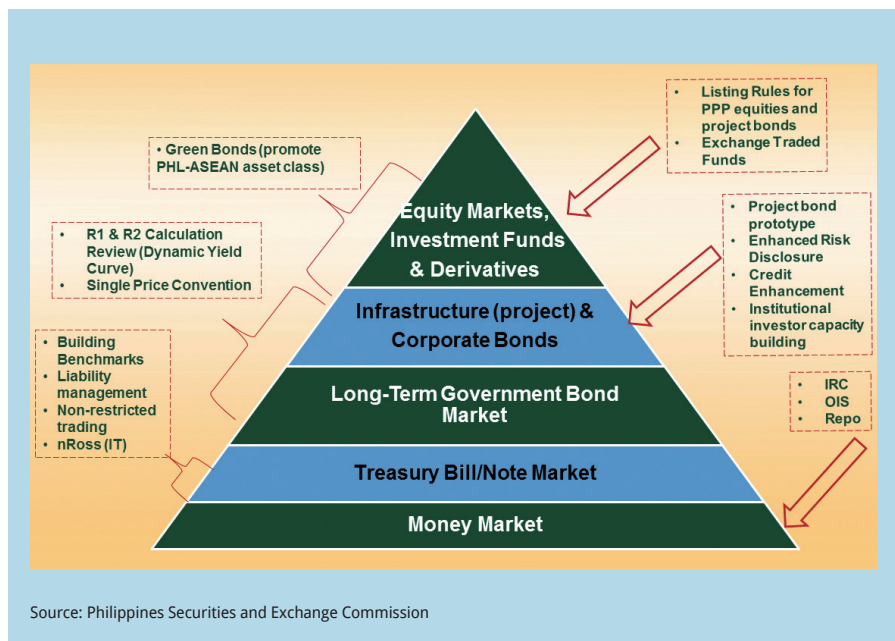 • Green Bonds (promote
PHL-ASEAN asset class)
• R1 & R2 Calculation
Review (Dynamic Yield
Curve)
• Single Price Convention
• Building
Benchmarks
• Liability
management
• Non-restricted
trading
• nRoss (IT)
Equity Markets,
Investment Funds
& Derivatives
Infrastructure (project) &
Corporate Bonds
Long-Term Government Bond
Market
Treasury Bill/Note Market
Money Market
• Listing Rules for
PPP equities and
project bonds
• Exchange Traded
Funds
• Project bond
prototype
• Enhanced Risk
Disclosure
• Credit
Enhancement
• Institutional
investor capacity
building
• IRC
• OIS
• Repo
Source: Philippines Securities and Exchange Commission